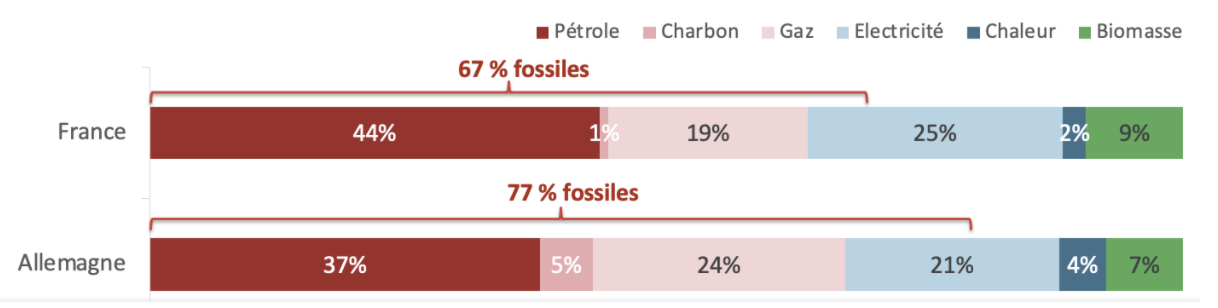 Pétrole Charbon Gaz Electricité Chaleur Biomasse
67 % fossiles
France 44% 1% 19% 25% 2% 9%
77 % fossiles
Allemagne 37% 5% 24% 21% 4% 7%